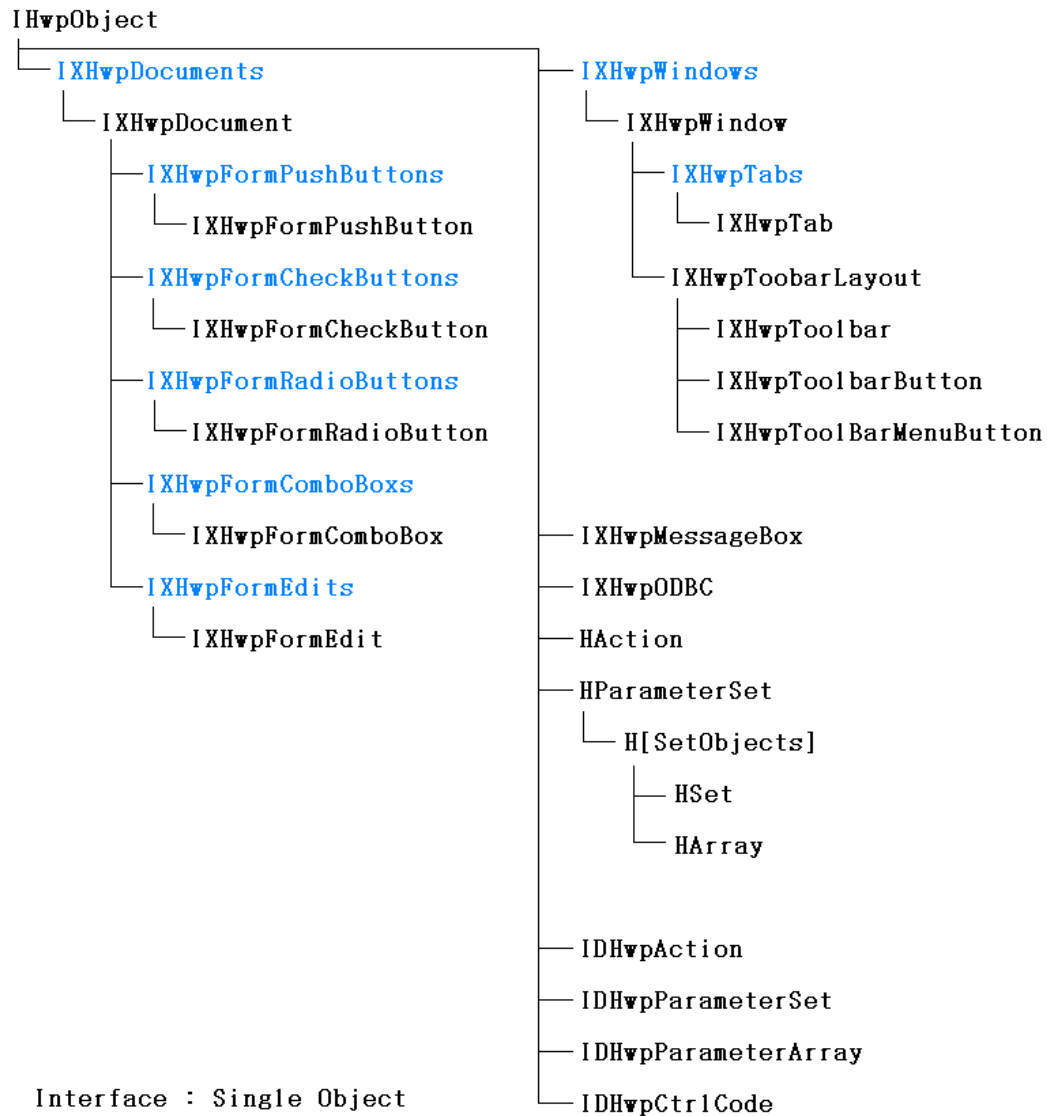 IHwpObject
IXHwpDocuments
IXHwpDocument
IXHwpFormPushButtons
IXHwpFormPushButton
IXHwpFormCheckButtons
IXHwpFormCheckButton
IXHwpFormRadioButtons
IXHwpFormRadioButton
IXHwpFormComboBoxs
IXHwpFormComboBox
IXHwpFormEdits
IXHwpFormEdit
IXHwpWindows
IXHwpWindow
IXHwpTabs
IXHwpTab
IXHwpToobarLayout
IXHwpToolbar
IXHwpToolbarButton
IXHwpToolBarMenuButton
IXHwpMessageBox
IXHwpODBC
HAction
HParameterSet
H[SetObjects]
HSet
HArray
IDHwpAction
IDHwpParameterSet
IDHwpParameterArray
IDHwpCtrlCode
Interface : Single Object